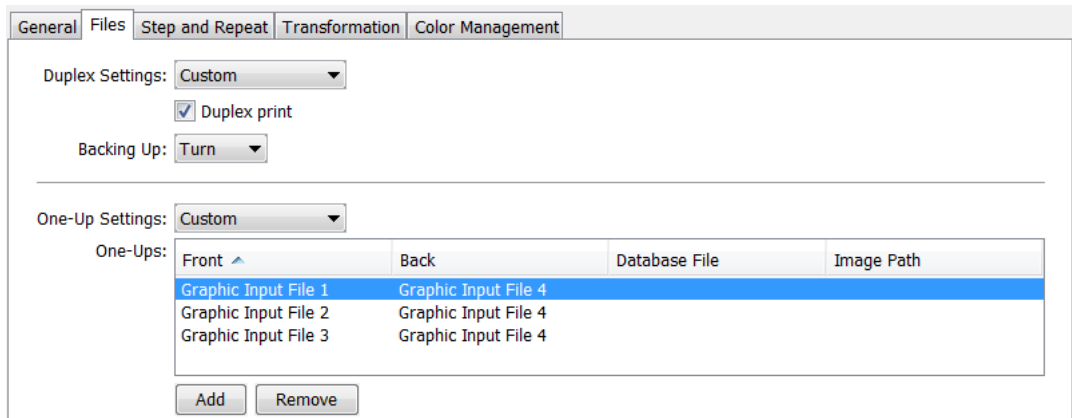 General Files Step and Repeat Transformation Color Management
Duplex Settings: Custom
Duplex print
Backing Up: Turn
One-Up Settings: Custom
One-Ups:
Front Back Database File Image Path
Graphic Input File 1 Graphic Input File 4
Graphic Input File 2 Graphic Input File 4
Graphic Input File 3 Graphic Input File 4
Add Remove